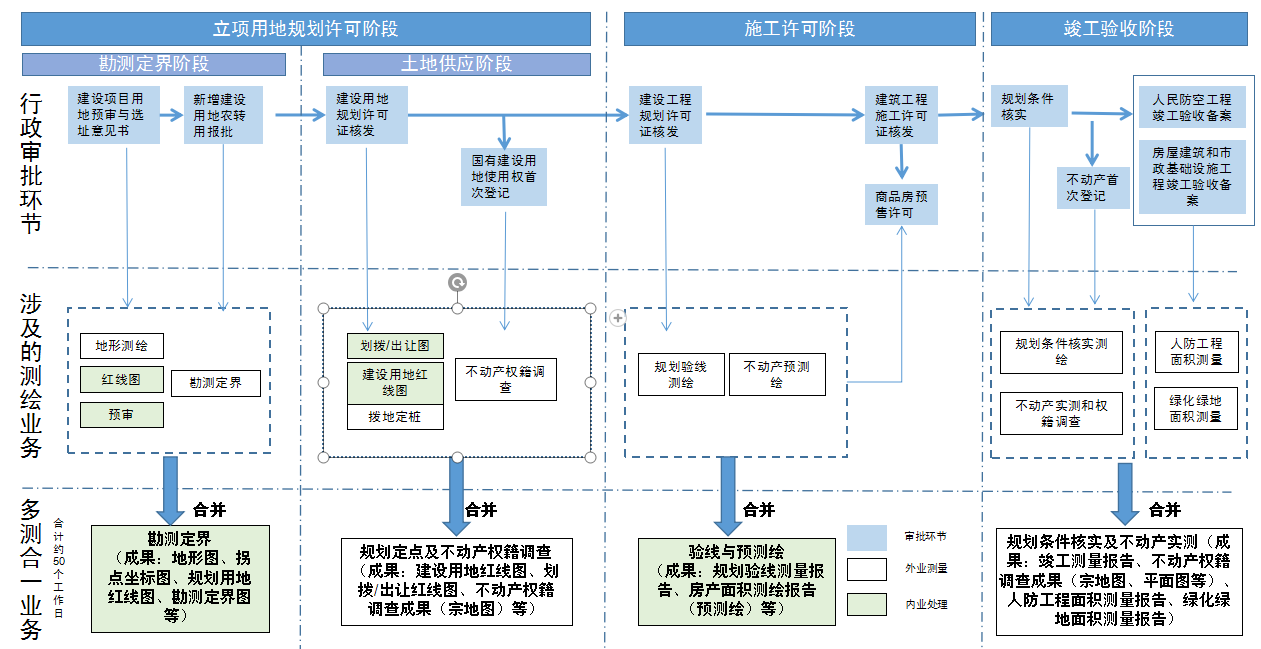 立项用地规划许可阶段
施工许可阶段
竣工验收阶段
勘测定界阶段
土地供应阶段
行政审批环节
建设项目用
地预审与选
址意见书
新增建设
用地农转
用报批
建设用地
规划许可
证核发
国有建设用
地使用权首
次登记
建设工程
规划许可
证核发
建筑工程
施工许可
证核发
商品房预
售许可
规划条件
核实
不动产首
次登记
人民防空工程
竣工验收备案
房屋建筑和市
政基础设施工
程竣工验收备
案
涉及的测绘业务
地形测绘
红线图
预审
勘测定界
划拨/出让图
建设用地红
线图
拨地定桩
不动产权籍调
查
规划验线
测绘
不动产预测
绘
规划条件核实测
绘
不动产实测和权
籍调查
人防工程
面积测量
绿化绿地
面积测量
多测合一业务
合计约50个工作日
合并
勘测定界
（成果：地形图、拐
点坐标图、规划用地
红线图、勘测定界图
等）
合并
规划定点及不动产权籍调查
（成果：建设用地红线图、划
拨/出让红线图、不动产权籍
调查成果（宗地图）等）
合并
验线与预测绘
（成果：规划验线测量报
告、房产面积测绘报告
（预测绘）等）
审批环节
外业测量
内业处理
合并
规划条件核实及不动产实测（成
果：竣工测量报告、不动产权籍
调查成果（宗地图、平面图等）、
人防工程面积测量报告、绿化绿
地面积测量报告）